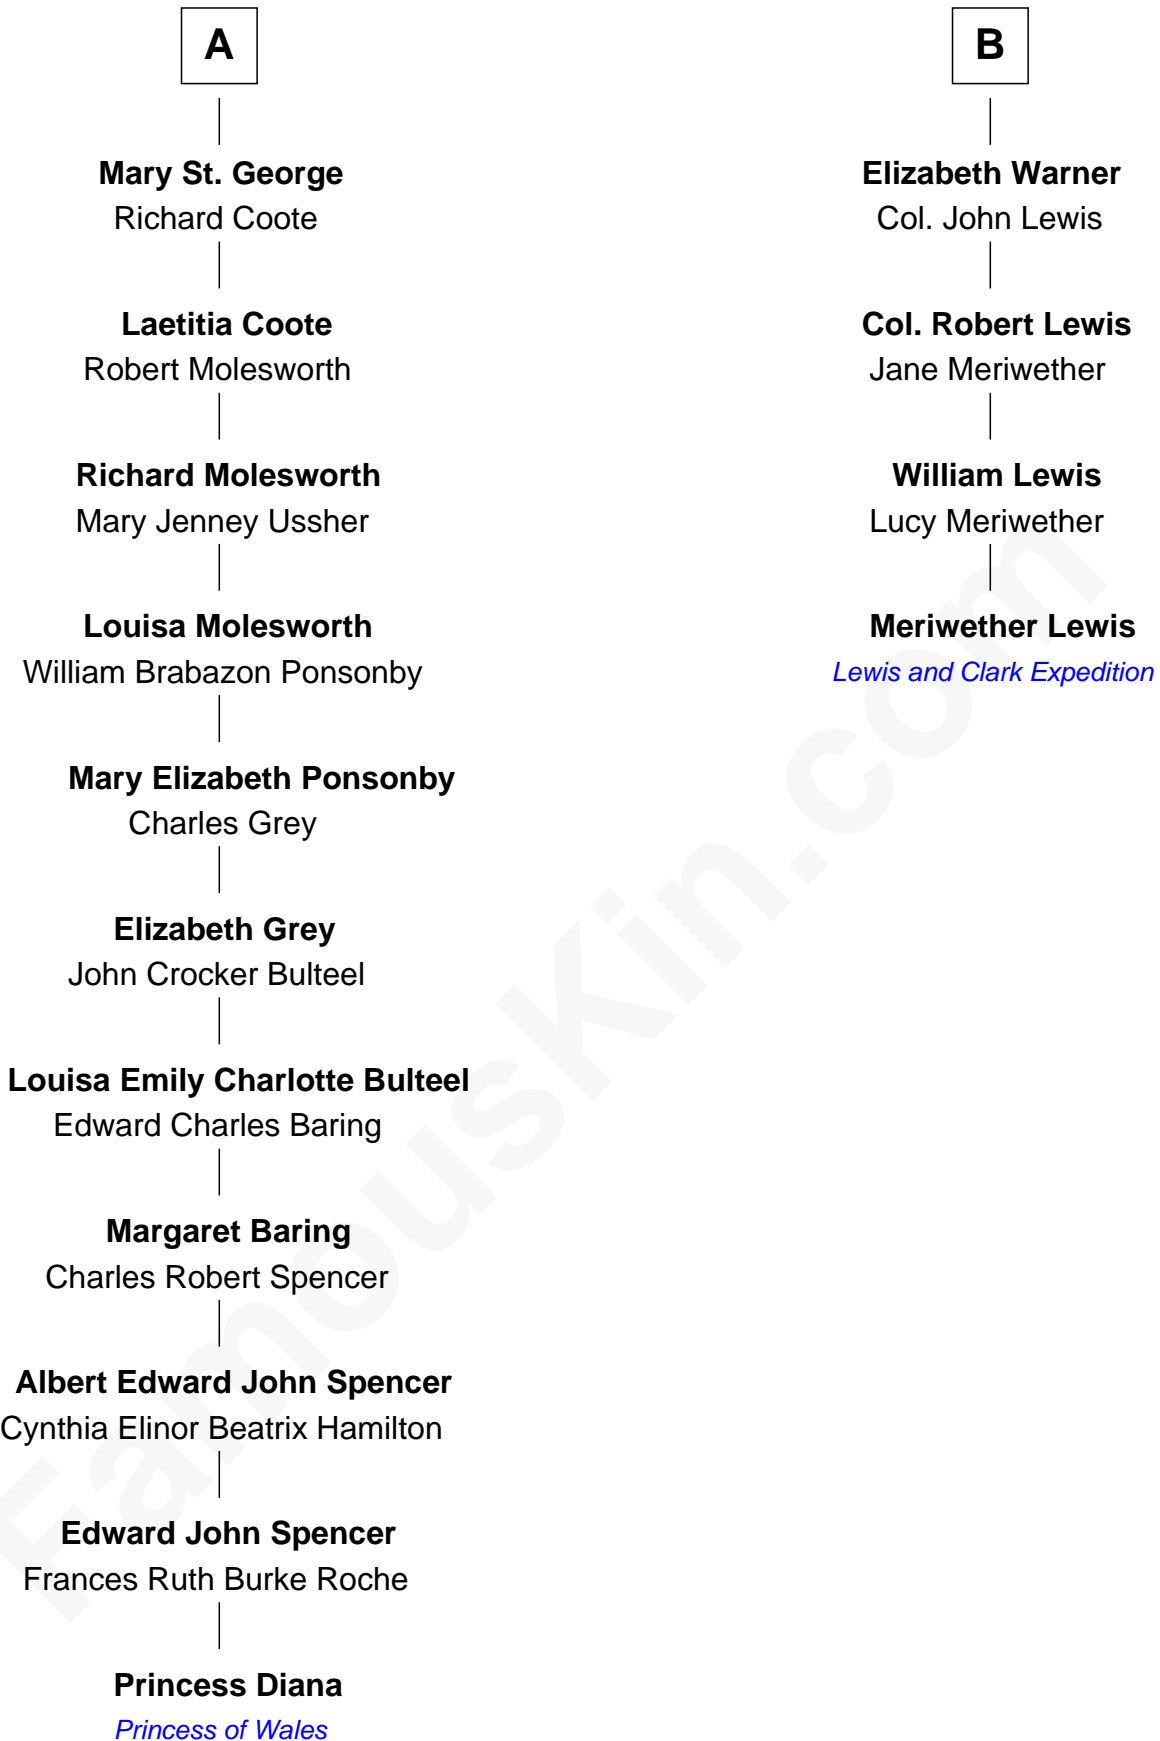 A
Mary St. George
Richard Coote
Laetitia Coote
Robert Molesworth
Richard Molesworth
Mary Jenney Ussher
Louisa Molesworth
William Brabazon Ponsonby
Mary Elizabeth Ponsonby
Charles Grey
Elizabeth Grey
John Crocker Bulteel
Louisa Emily Charlotte Bulteel
Edward Charles Baring
Margaret Baring
Charles Robert Spencer
Albert Edward John Spencer
Cynthia Elinor Beatrix Hamilton
Edward John Spencer
Frances Ruth Burke Roche
Princess Diana
Princess of Wales
B
Elizabeth Warner
Col. John Lewis
Col. Robert Lewis
Jane Meriwether
William Lewis
Lucy Meriwether
Meriwether Lewis
Lewis and Clark Expedition
FamousKin.com